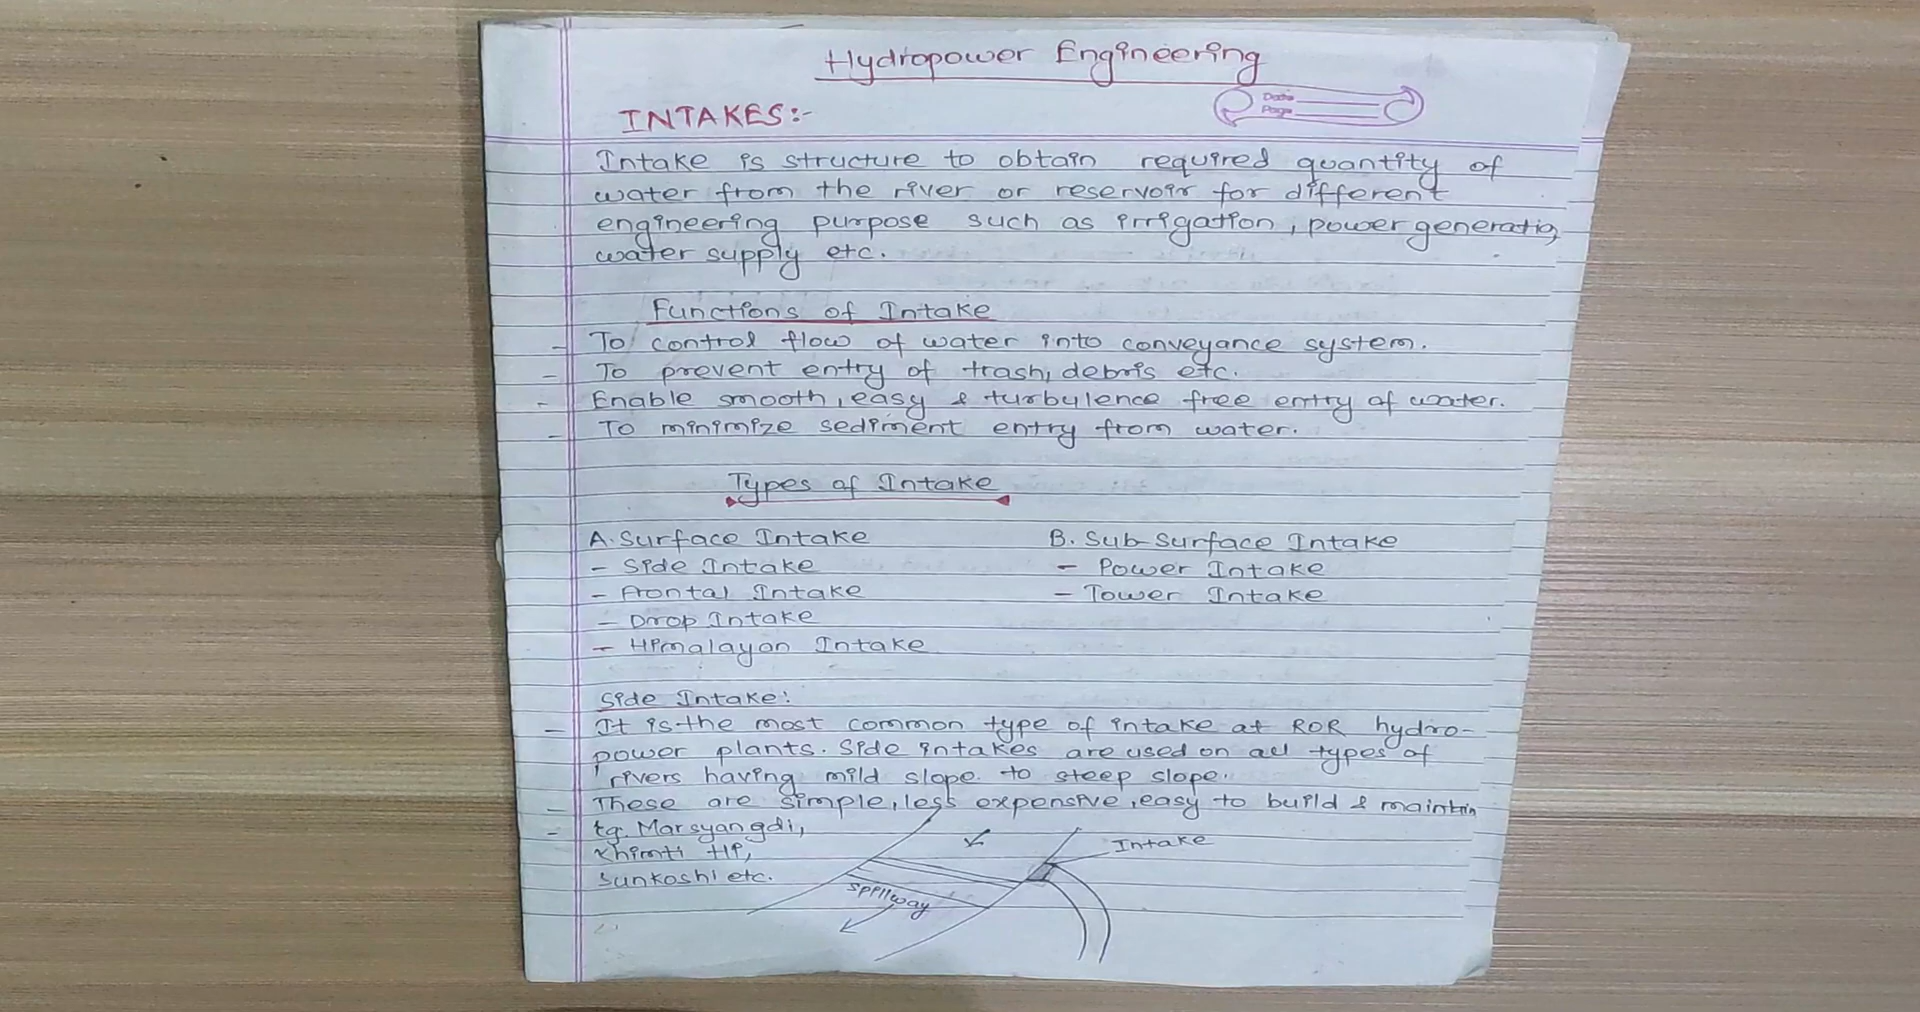 Hydropower Engineering
Date
Page
INTAKES:-
Intake is structure to obtain required quantity of
water from the river or reservoir for different
engineering purpose such as irrigation, power generation,
water supply etc.
Functions of Intake
- To control flow of water into conveyance system.
- To prevent entry of trash, debris etc.
- Enable smooth, easy & turbulence free entry of water.
- To minimize sediment entry from water.
Types of Intake
A. Surface Intake B. Sub-Surface Intake
- Side Intake - Power Intake
- Frontal Intake - Tower Intake
- Drop Intake
- Himalayan Intake
Side Intake:
- It is the most common type of intake at ROR hydro-
power plants. Side intakes are used on all types of
rivers having mild slope to steep slope.
- These are simple, less expensive, easy to build & maintain
- Eg. Marsyangdi,
Khimti HP,
Sunkoshi etc.
Intake
Spillway